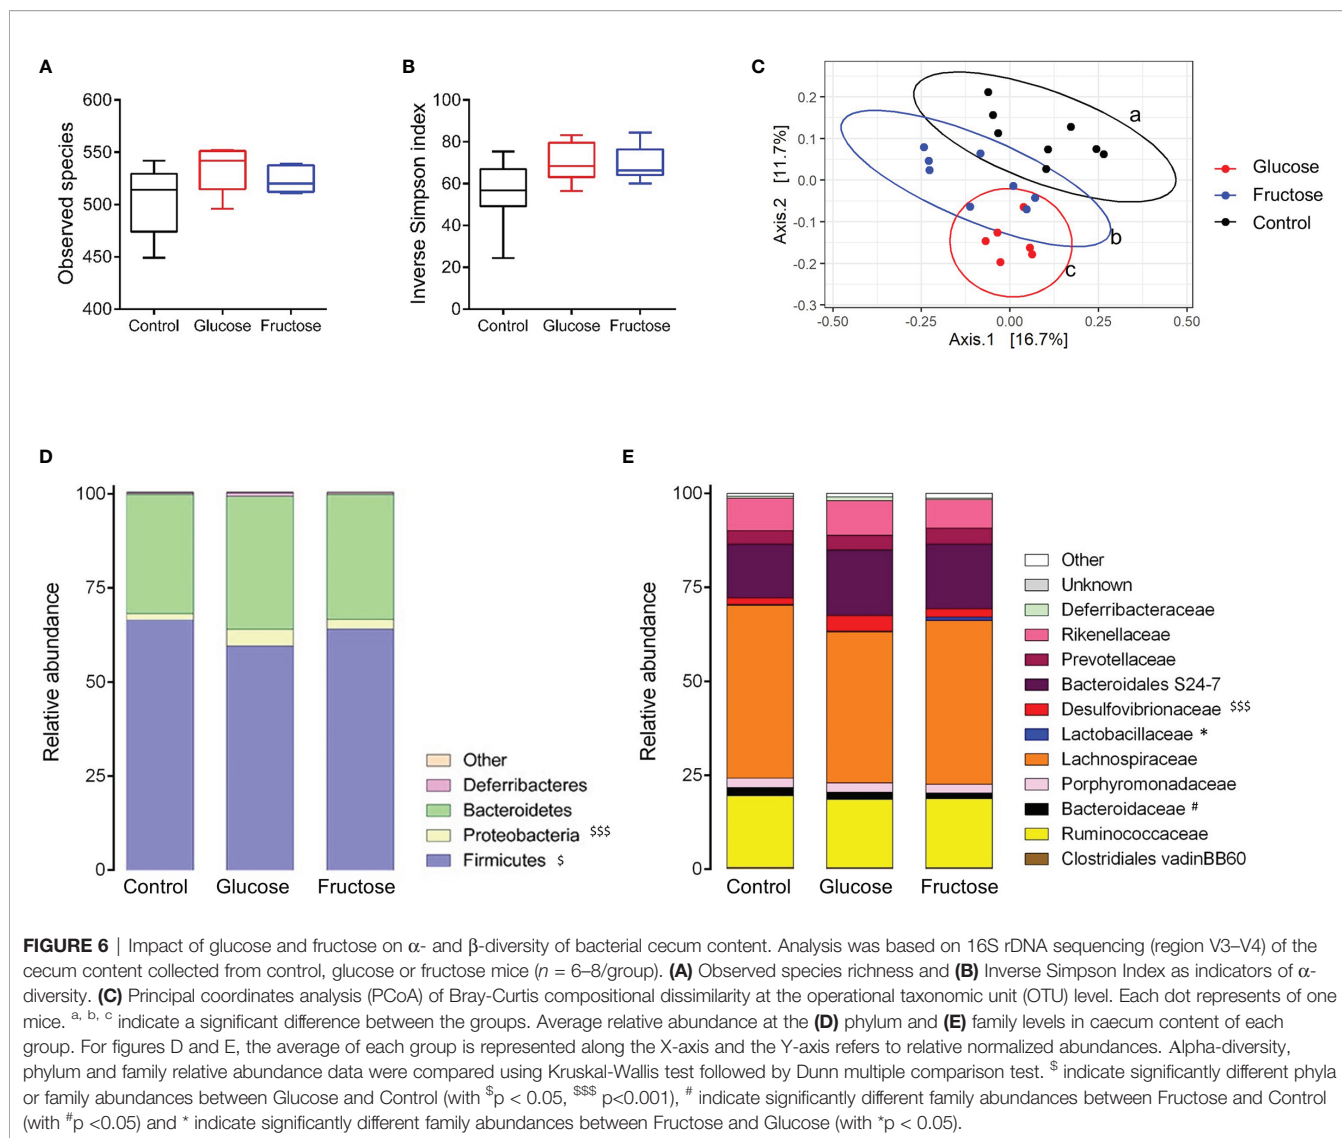 A
Observed species
600
550
500
450
400
Control Glucose Fructose
B
Inverse Simpson index
100
80
60
40
20
0
Control Glucose Fructose
C
Axis.2 [11.7%]
0.2
0.1
0.0
-0.1
-0.2
-0.3
a
b
c
-0.50 -0.25 0.00 0.25 0.50
Axis.1 [16.7%]
Glucose
Fructose
Control
D
Relative abundance
100
75
50
25
0
Control Glucose Fructose
Other
Deferribacteres
Bacteroidetes
Proteobacteria $$$
Firmicutes $
E
Relative abundance
100
75
50
25
0
Control Glucose Fructose
Other
Unknown
Deferribacteraceae
Rikenellaceae
Prevotellaceae
Bacteroidales S24-7
Desulfovibrionaceae $$$
Lactobacillaceae *
Lachnospiraceae
Porphyromonadaceae
Bacteroidaceae #
Ruminococcaceae
Clostridiales vadinBB60
FIGURE 6 | Impact of glucose and fructose on α- and β-diversity of bacterial cecum content. Analysis was based on 16S rDNA sequencing (region V3–V4) of the
cecum content collected from control, glucose or fructose mice (n = 6–8/group). (A) Observed species richness and (B) Inverse Simpson Index as indicators of α-
diversity. (C) Principal coordinates analysis (PCoA) of Bray-Curtis compositional dissimilarity at the operational taxonomic unit (OTU) level. Each dot represents of one
mice. a, b, c indicate a significant difference between the groups. Average relative abundance at the (D) phylum and (E) family levels in caecum content of each
group. For figures D and E, the average of each group is represented along the X-axis and the Y-axis refers to relative normalized abundances. Alpha-diversity,
phylum and family relative abundance data were compared using Kruskal-Wallis test followed by Dunn multiple comparison test. $ indicate significantly different phyla
or family abundances between Glucose and Control (with $p < 0.05, $$$ p<0.001), # indicate significantly different family abundances between Fructose and Control
(with #p <0.05) and * indicate significantly different family abundances between Fructose and Glucose (with *p < 0.05).